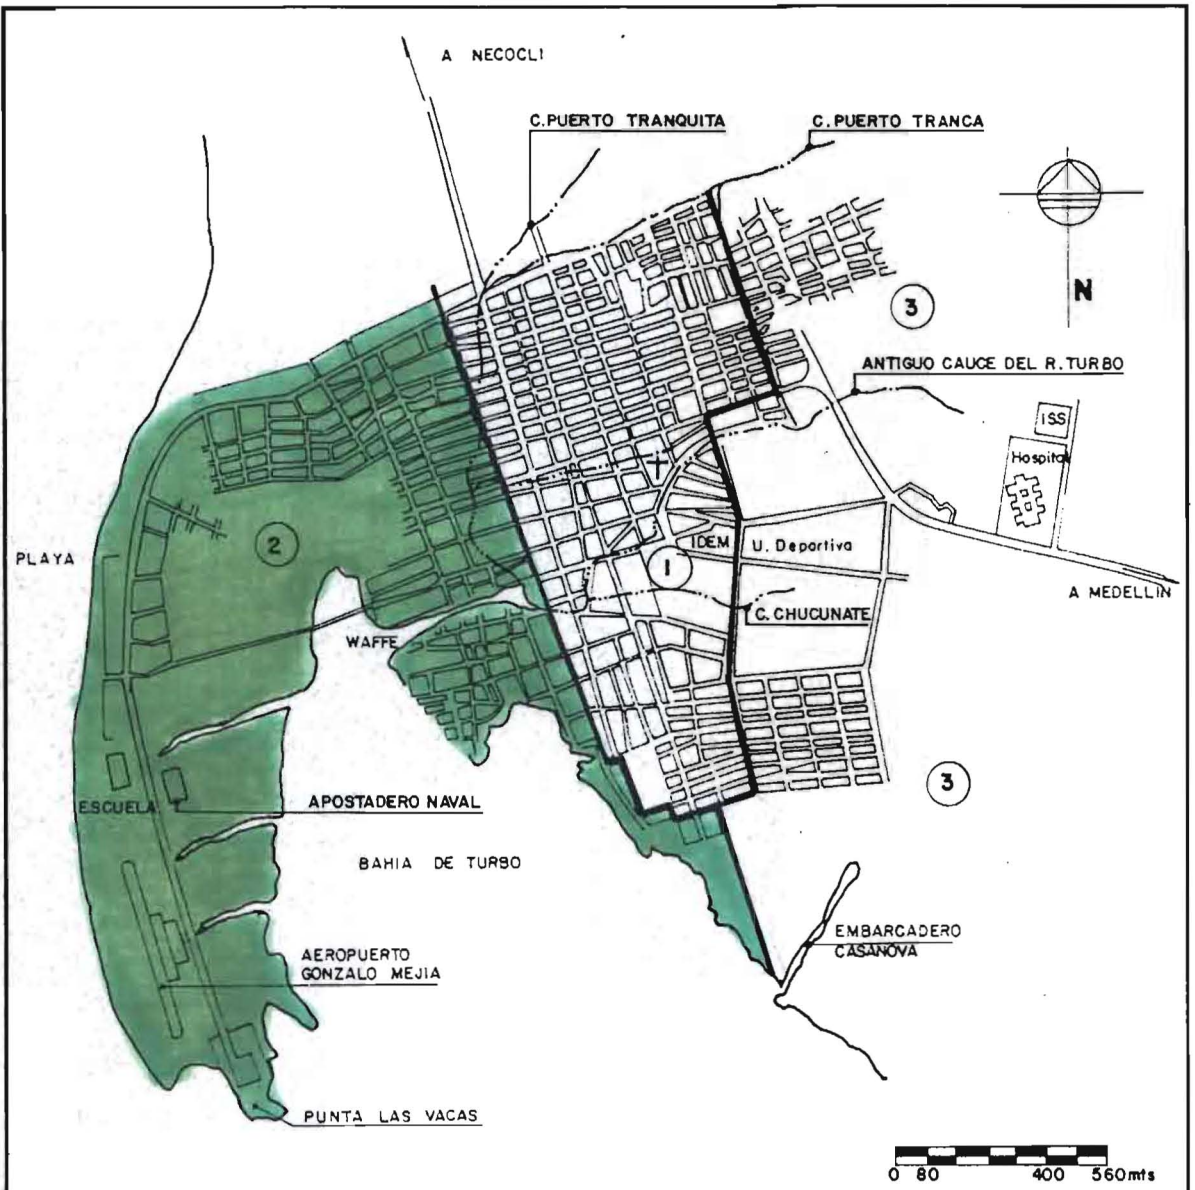 A NECOCLI
C. PUERTO TRANQUITA
C. PUERTO TRANCA
N
3
ANTIGUO CAUCE DEL R. TURBO
ISS
Hospital
2
PLAYA
IDEM
U. Deportiva
1
A MEDELLIN
C. CHUCUNATE
WAFFE
3
ESCUELA
APOSTADERO NAVAL
BAHIA DE TURBO
EMBARCADERO
CASANOVA
AEROPUERTO
GONZALO MEJIA
PUNTA LAS VACAS
0 80 400 560mts